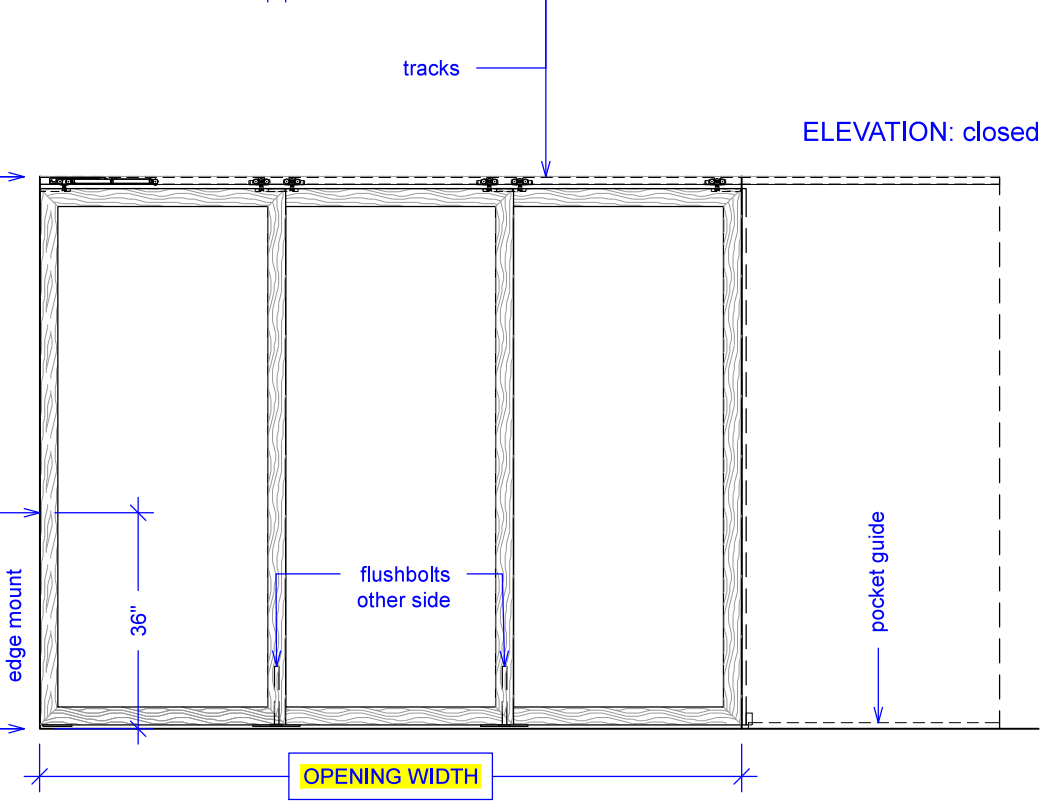 tracks
ELEVATION: closed
edge mount
36"
flushbolts
other side
pocket guide
OPENING WIDTH